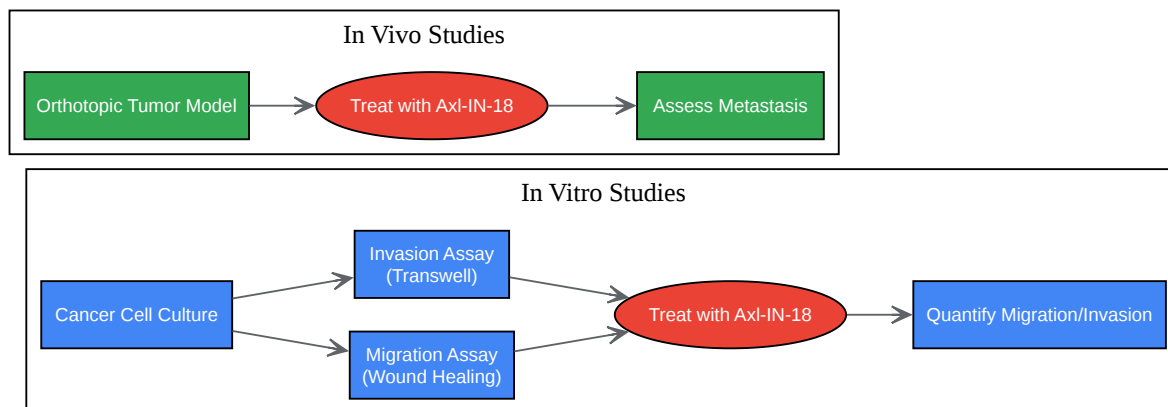 In Vivo Studies
Orthotopic Tumor Model
Treat with Axl-IN-18
Assess Metastasis
In Vitro Studies
Cancer Cell Culture
Invasion Assay
(Transwell)
Migration Assay
(Wound Healing)
Treat with Axl-IN-18
Quantify Migration/Invasion